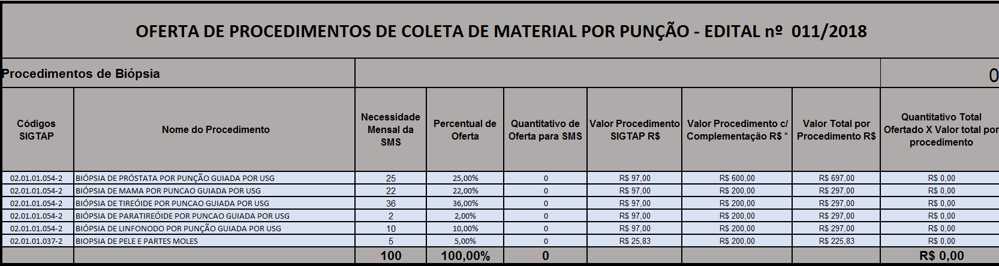 OFERTA DE PROCEDIMENTOS DE COLETA DE MATERIAL POR PUNÇÃO - EDITAL nº 011/2018
Procedimentos de Biópsia 0
Códigos SIGTAP Nome do Procedimento Necessidade Mensal da SMS Percentual de Oferta Quantitativo de Oferta para SMS Valor Procedimento SIGTAP R$ Valor Procedimento c/ Complementação R$ * Valor Total por Procedimento R$ Quantitativo Total Ofertado X Valor total por procedimento
02.01.01.054-2 BIÓPSIA DE PRÓSTATA POR PUNÇÃO GUIADA POR USG 25 25,00% 0 R$ 97,00 R$ 600,00 R$ 697,00 R$ 0,00
02.01.01.054-2 BIÓPSIA DE MAMA POR PUNCAO GUIADA POR USG 22 22,00% 0 R$ 97,00 R$ 200,00 R$ 297,00 R$ 0,00
02.01.01.054-2 BIÓPSIA DE TIREÓIDE POR PUNCAO GUIADA POR USG 36 36,00% 0 R$ 97,00 R$ 200,00 R$ 297,00 R$ 0,00
02.01.01.054-2 BIÓPSIA DE PARATIREÓIDE POR PUNCAO GUIADA POR USG 2 2,00% 0 R$ 97,00 R$ 200,00 R$ 297,00 R$ 0,00
02.01.01.054-2 BIÓPSIA DE LINFONODO POR PUNÇÃO GUIADA POR USG 10 10,00% 0 R$ 97,00 R$ 200,00 R$ 297,00 R$ 0,00
02.01.01.037-2 BIOPSIA DE PELE E PARTES MOLES 5 5,00% 0 R$ 25,83 R$ 200,00 R$ 225,83 R$ 0,00
100 100,00% 0 R$ 0,00